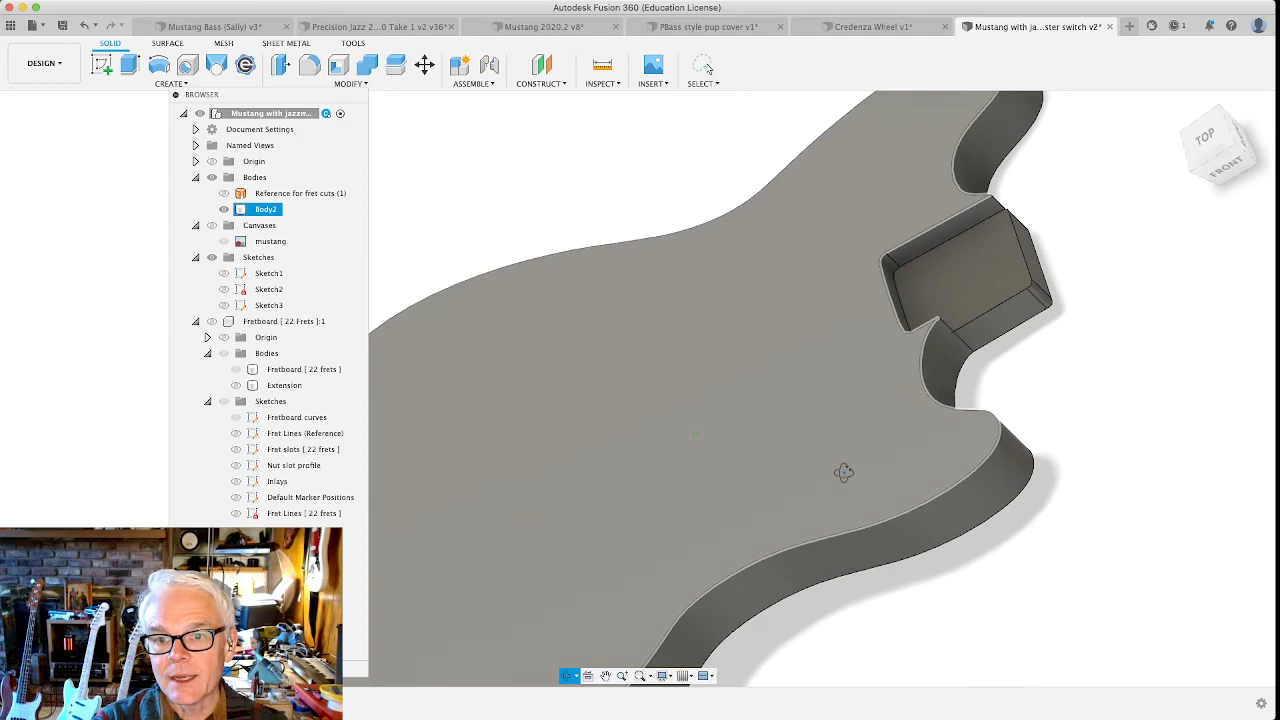 Autodesk Fusion 360 (Education License)
Mustang Bass (Sally) v3*
Precision Jazz 2...0 Take 1 v2 v36*
Mustang 2020.2 v8*
PBass style pup cover v1*
Credenza Wheel v1*
Mustang with ja...ster switch v2*
1
SOLID
SURFACE
MESH
SHEET METAL
TOOLS
DESIGN
CREATE
MODIFY
ASSEMBLE
CONSTRUCT
INSPECT
INSERT
SELECT
BROWSER
Mustang with jazzm...
Document Settings
Named Views
Origin
Bodies
Reference for fret cuts (1)
Body2
Canvases
mustang
Sketches
Sketch1
Sketch2
Sketch3
Fretboard [ 22 Frets ]:1
Origin
Bodies
Fretboard [ 22 frets ]
Extension
Sketches
Fretboard curves
Fret Lines (Reference)
Fret slots [ 22 frets ]
Nut slot profile
Inlays
Default Marker Positions
Fret Lines [ 22 frets ]
TOP
FRONT